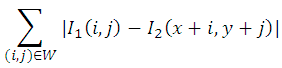 ∑ |I₁(i,j) − I₂(x + i, y + j)|
(i,j)∈W